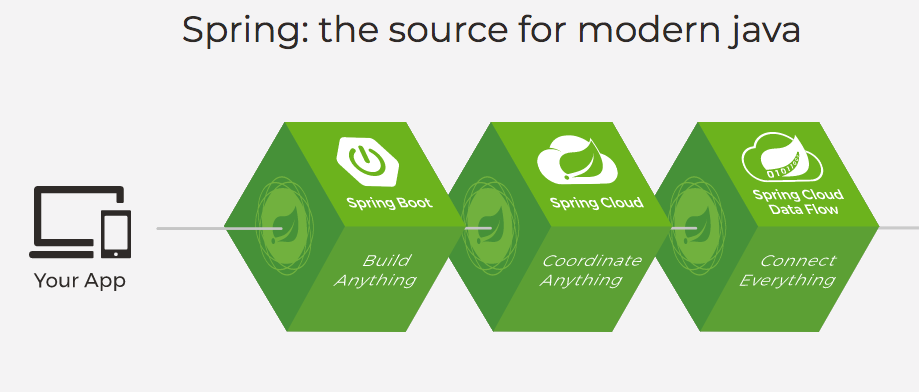 Spring: the source for modern java
Your App
Spring Boot
Build
Anything
Spring Cloud
Coordinate
Anything
Spring Cloud
Data Flow
Connect
Everything